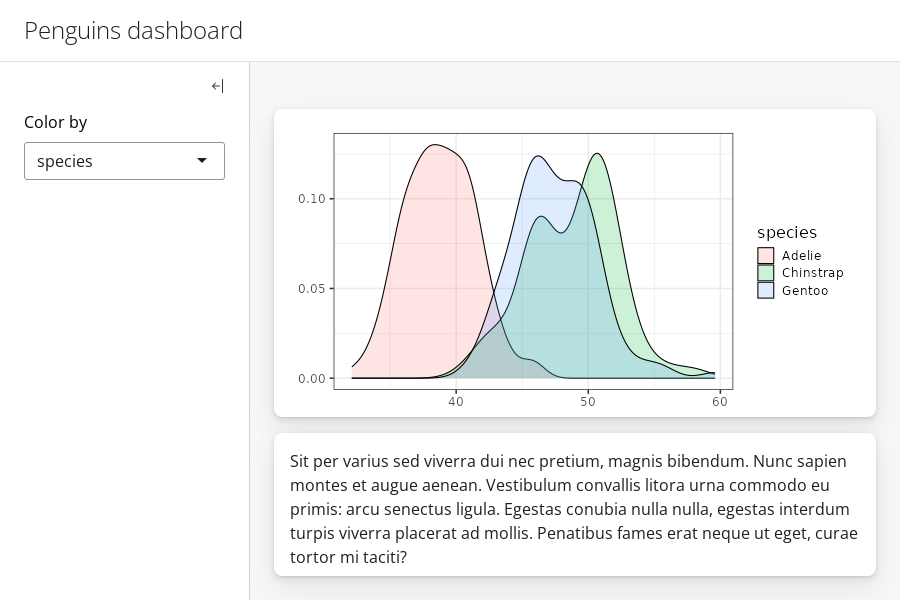 Penguins dashboard
Color by
species
0.10
0.05
0.00
40 50 60
species
Adelie
Chinstrap
Gentoo
Sit per varius sed viverra dui nec pretium, magnis bibendum. Nunc sapien
montes et augue aenean. Vestibulum convallis litora urna commodo eu
primis: arcu senectus ligula. Egestas conubia nulla nulla, egestas interdum
turpis viverra placerat ad mollis. Penatibus fames erat neque ut eget, curae
tortor mi taciti?